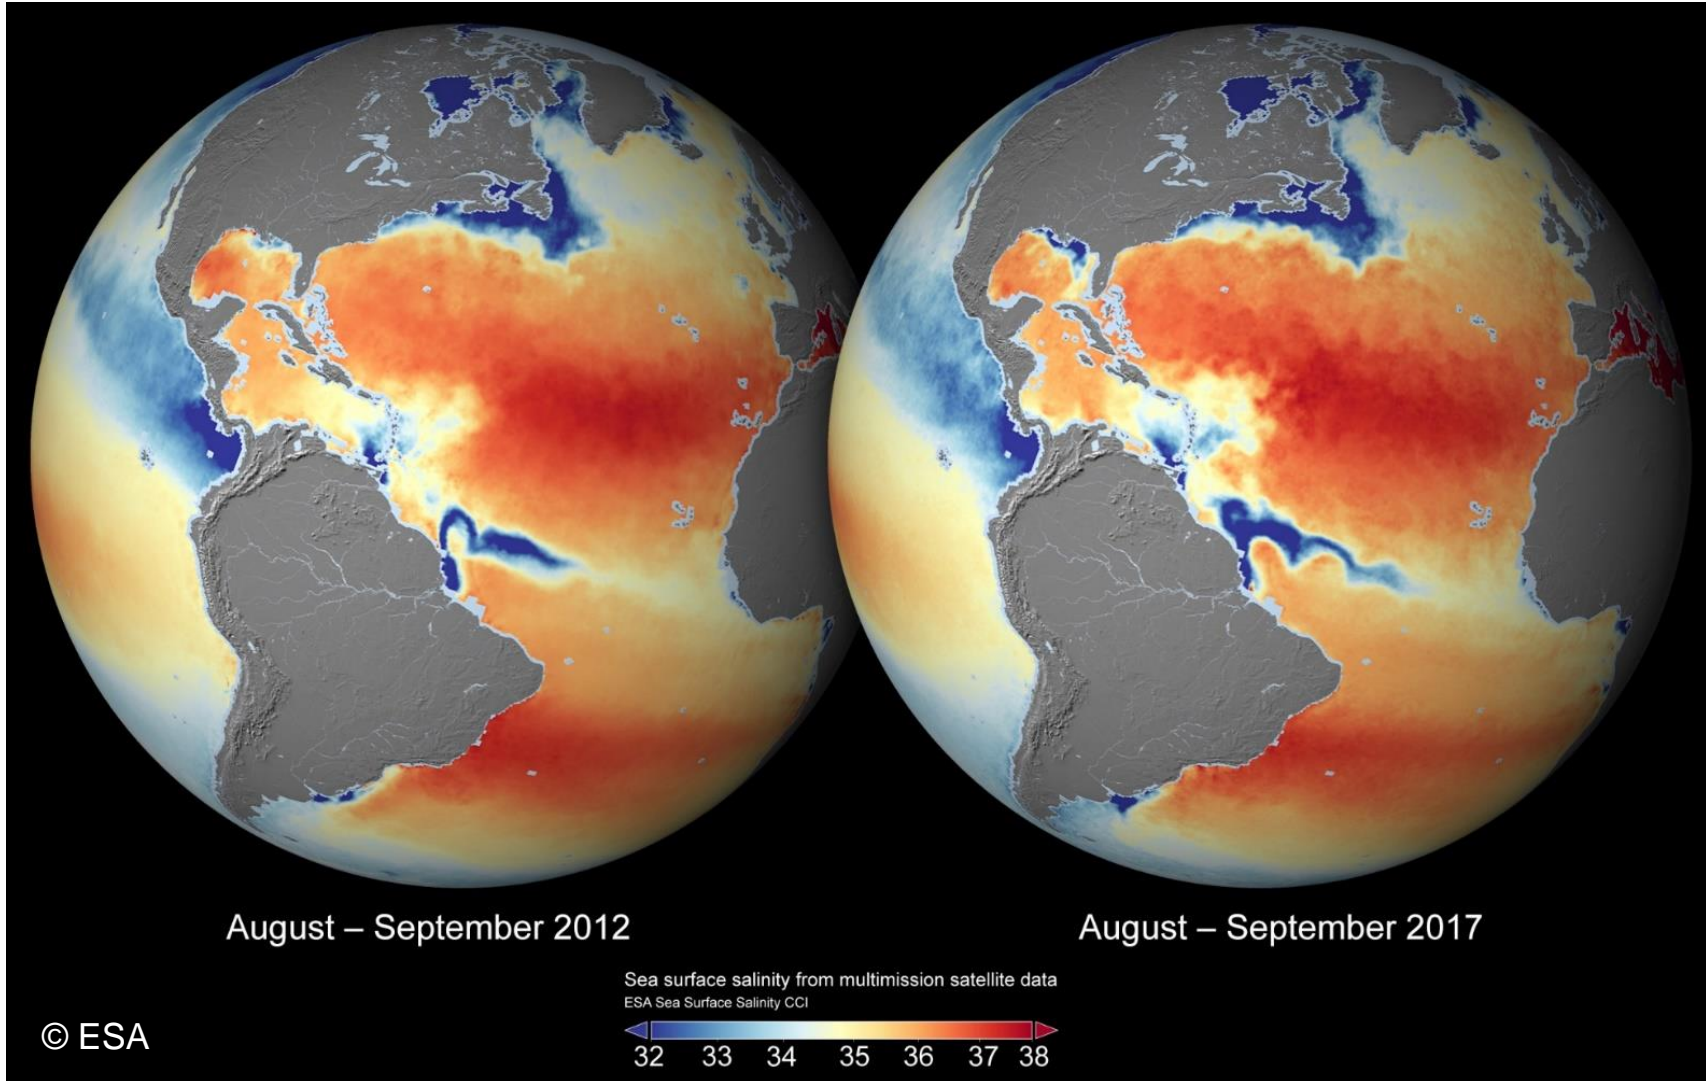 August – September 2012
August – September 2017
Sea surface salinity from multimission satellite data
ESA Sea Surface Salinity CCI
32 33 34 35 36 37 38
© ESA